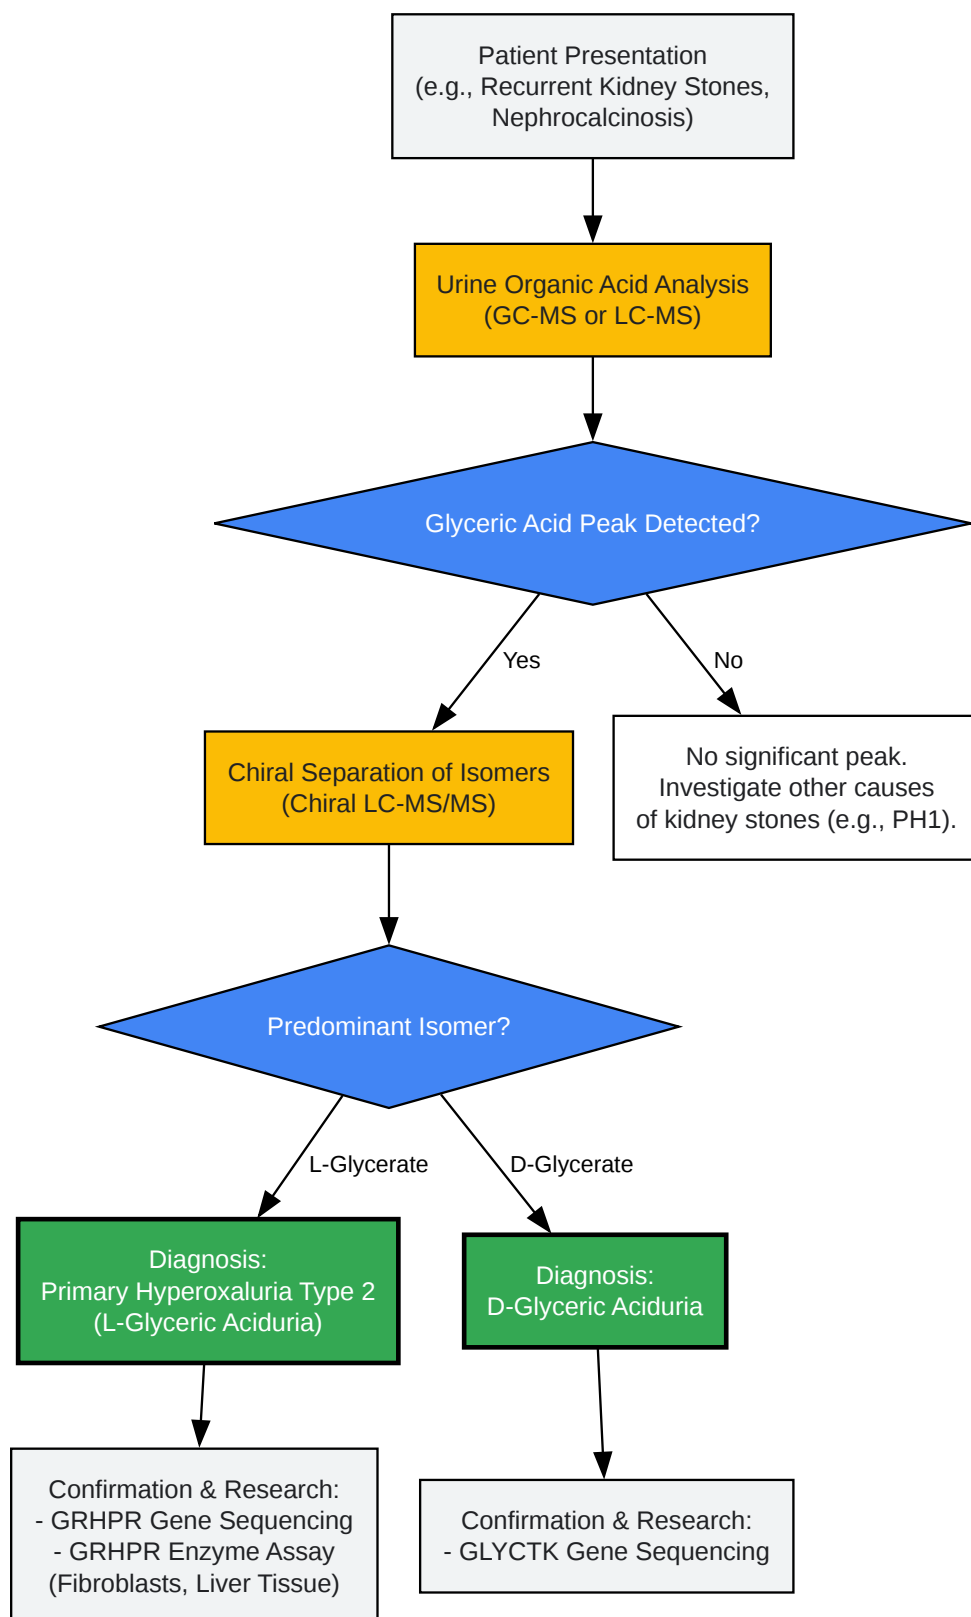 Patient Presentation
(e.g., Recurrent Kidney Stones,
Nephrocalcinosis)
Urine Organic Acid Analysis
(GC-MS or LC-MS)
Glyceric Acid Peak Detected?
Yes
No
Chiral Separation of Isomers
(Chiral LC-MS/MS)
No significant peak.
Investigate other causes
of kidney stones (e.g., PH1).
Predominant Isomer?
L-Glycerate
D-Glycerate
Diagnosis:
Primary Hyperoxaluria Type 2
(L-Glyceric Aciduria)
Diagnosis:
D-Glyceric Aciduria
Confirmation & Research:
- GRHPR Gene Sequencing
- GRHPR Enzyme Assay
(Fibroblasts, Liver Tissue)
Confirmation & Research:
- GLYCTK Gene Sequencing